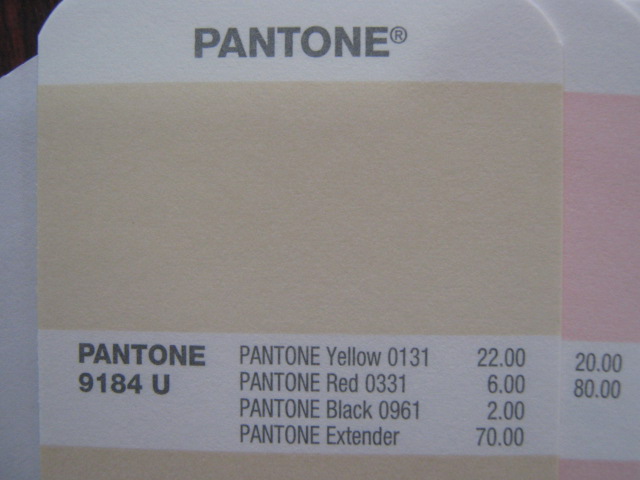 PANTONE®
PANTONE
9184 U
PANTONE Yellow 0131 22.00
PANTONE Red 0331 6.00
PANTONE Black 0961 2.00
PANTONE Extender 70.00
20.00
80.00